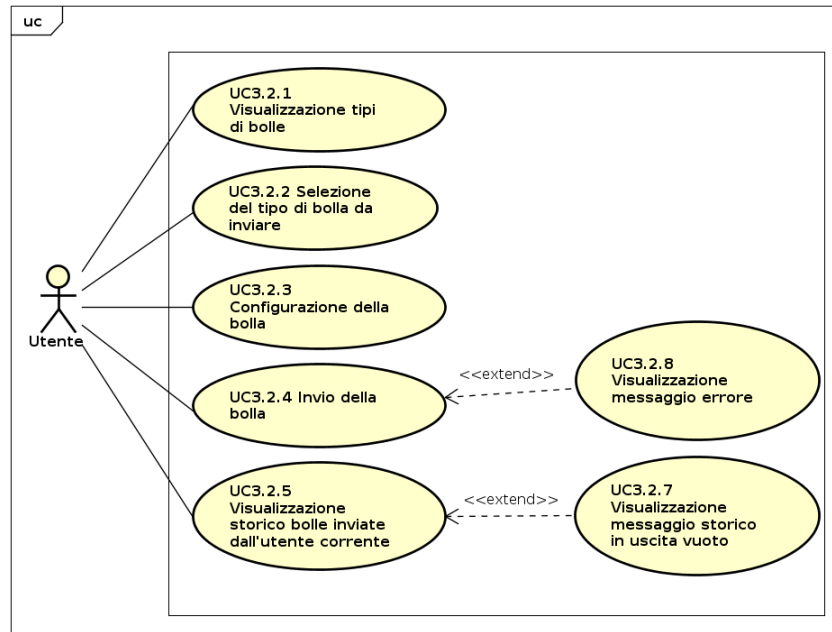 uc
UC3.2.1
Visualizzazione tipi
di bolle
UC3.2.2 Selezione
del tipo di bolla da
inviare
UC3.2.3
Configurazione della
bolla
Utente
UC3.2.4 Invio della
bolla
<<extend>>
UC3.2.8
Visualizzazione
messaggio errore
UC3.2.5
Visualizzazione
storico bolle inviate
dall'utente corrente
<<extend>>
UC3.2.7
Visualizzazione
messaggio storico
in uscita vuoto